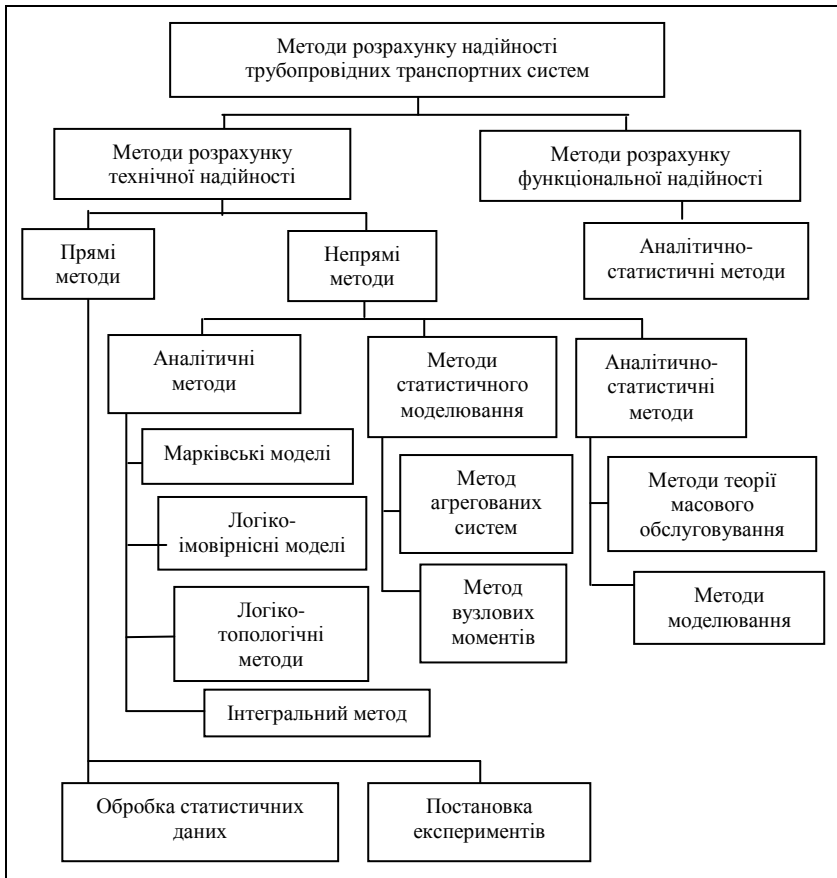 Методи розрахунку надійності
трубопровідних транспортних систем
Методи розрахунку
технічної надійності
Методи розрахунку
функціональної надійності
Прямі
методи
Непрямі
методи
Аналітично-
статистичні методи
Аналітичні
методи
Методи
статистичного
моделювання
Аналітично-
статистичні
методи
Марківські моделі
Логіко-
імовірнісні моделі
Логіко-
топологічні
методи
Інтегральний метод
Метод
агрегованих
систем
Метод
вузлових
моментів
Методи теорії
масового
обслуговування
Методи
моделювання
Обробка статистичних
даних
Постановка
експериментів